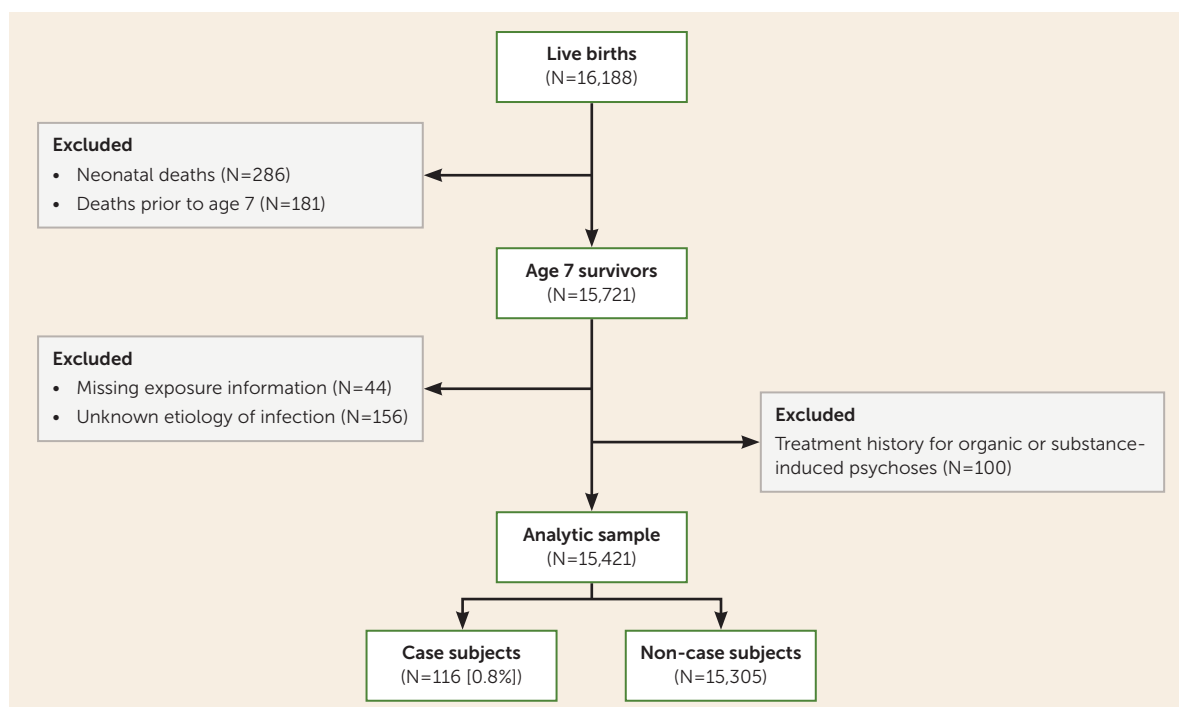 Live births
(N=16,188)
Excluded
• Neonatal deaths (N=286)
• Deaths prior to age 7 (N=181)
Age 7 survivors
(N=15,721)
Excluded
• Missing exposure information (N=44)
• Unknown etiology of infection (N=156)
Excluded
Treatment history for organic or substance-
induced psychoses (N=100)
Analytic sample
(N=15,421)
Case subjects
(N=116 [0.8%])
Non-case subjects
(N=15,305)